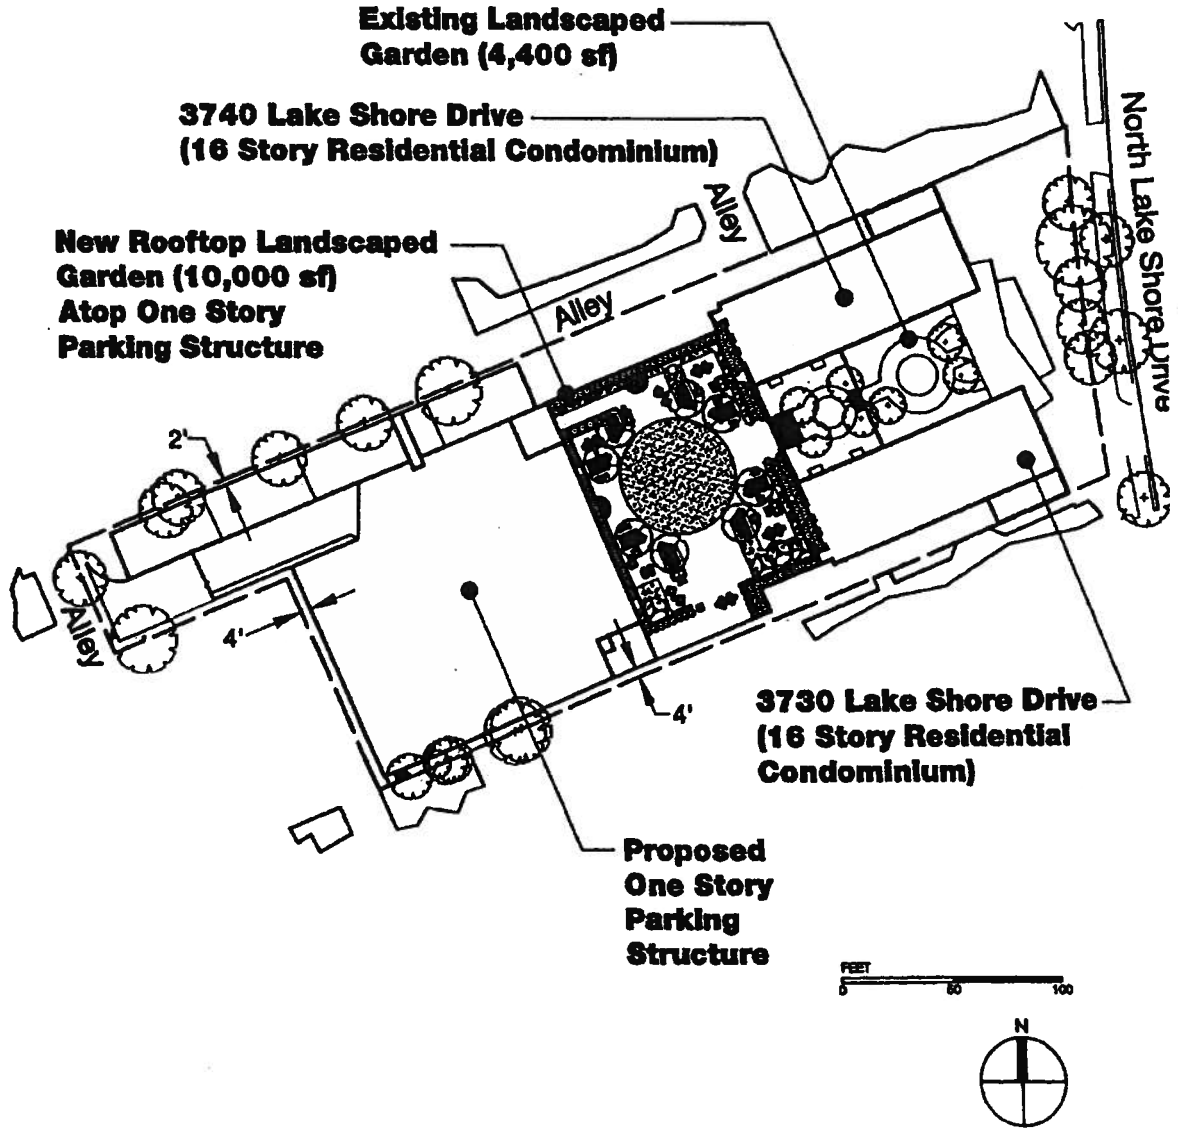 Existing Landscaped
Garden (4,400 sf)
3740 Lake Shore Drive
(16 Story Residential Condominium)
New Rooftop Landscaped
Garden (10,000 sf)
Atop One Story
Parking Structure
Alley
Alley
North Lake Shore Drive
2'
Alley
4'
4'
3730 Lake Shore Drive
(16 Story Residential
Condominium)
Proposed
One Story
Parking
Structure
FEET
0 50 100
N